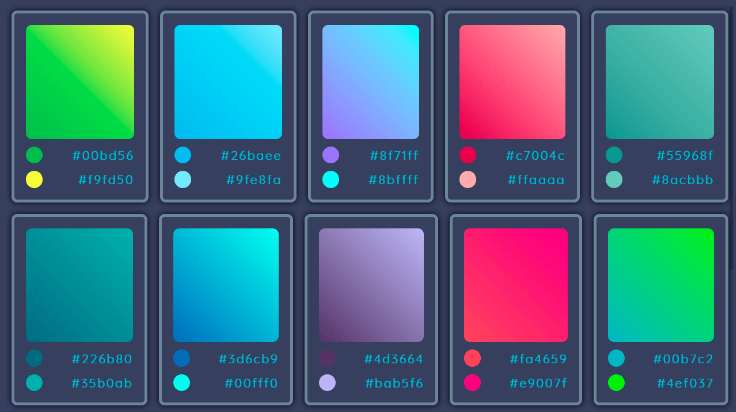 #00bd56
#f9fd50
#26baee
#9fe8fa
#8f71ff
#8bffff
#c7004c
#ffaaaa
#55968f
#8acbbb
#226b80
#35b0ab
#3d6cb9
#00fff0
#4d3664
#bab5f6
#fa4659
#e9007f
#00b7c2
#4ef037